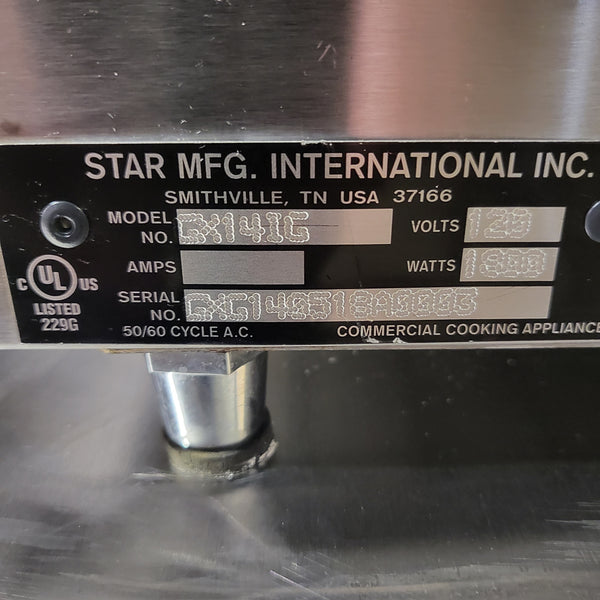 STAR MFG. INTERNATIONAL INC.
SMITHVILLE, TN USA 37166
MODEL NO. GX14IG
VOLTS 120
AMPS
WATTS 1800
SERIAL NO.
C UL US
LISTED
229G
50/60 CYCLE A.C.
COMMERCIAL COOKING APPLIANCE